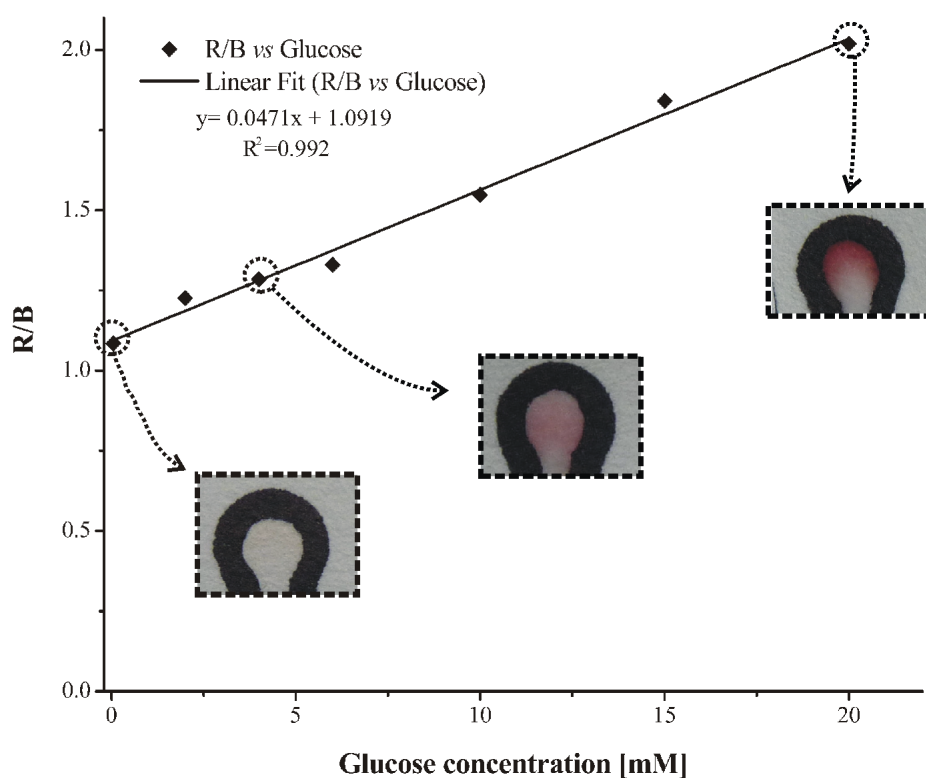 R/B vs Glucose
Linear Fit (R/B vs Glucose)
y= 0.0471x + 1.0919
R²=0.992
2.0
1.5
1.0
0.5
0.0
R/B
0
5
10
15
20
Glucose concentration [mM]